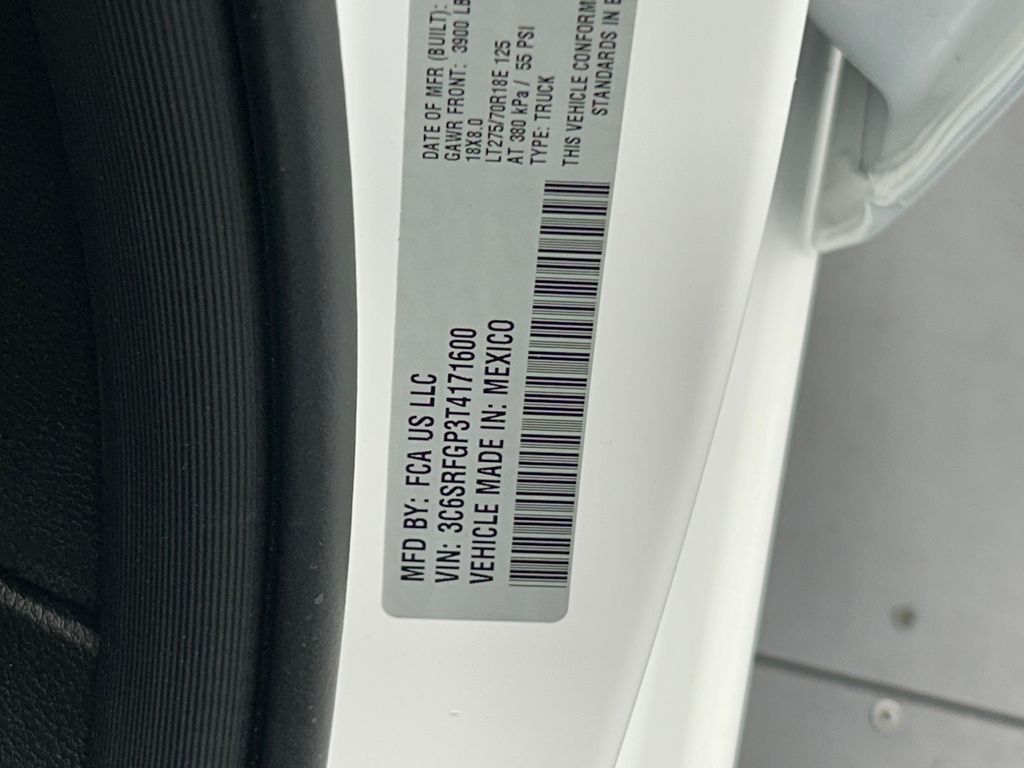 MFD BY: FCA US LLC
VIN: 3C6SRFGP3T4171600
VEHICLE MADE IN: MEXICO
DATE OF MFR (BUILT):
GAWR FRONT: 3900 LB
18X8.0
LT275/70R18E 125
AT 380 kPa / 55 PSI
TYPE: TRUCK
THIS VEHICLE CONFORM
STANDARDS IN E